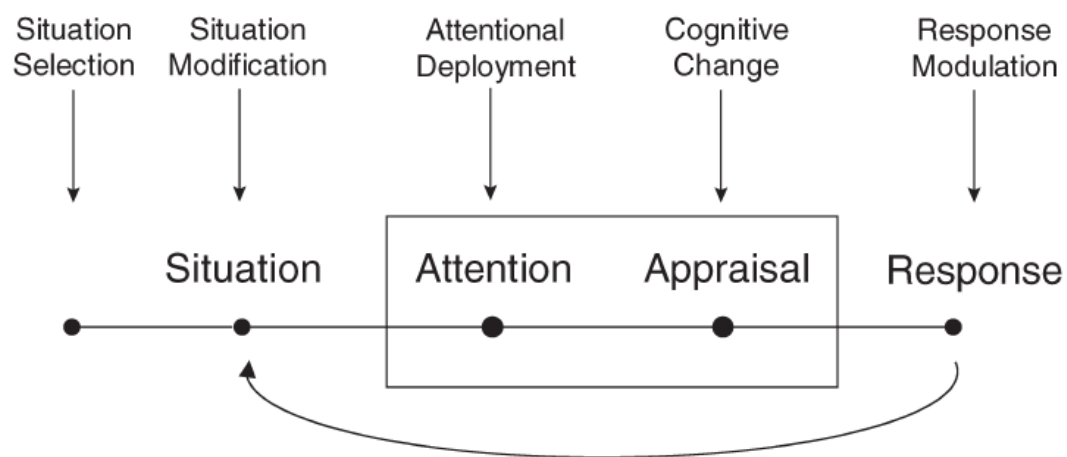 Situation
Selection
Situation
Modification
Attentional
Deployment
Cognitive
Change
Response
Modulation
Situation
Attention
Appraisal
Response